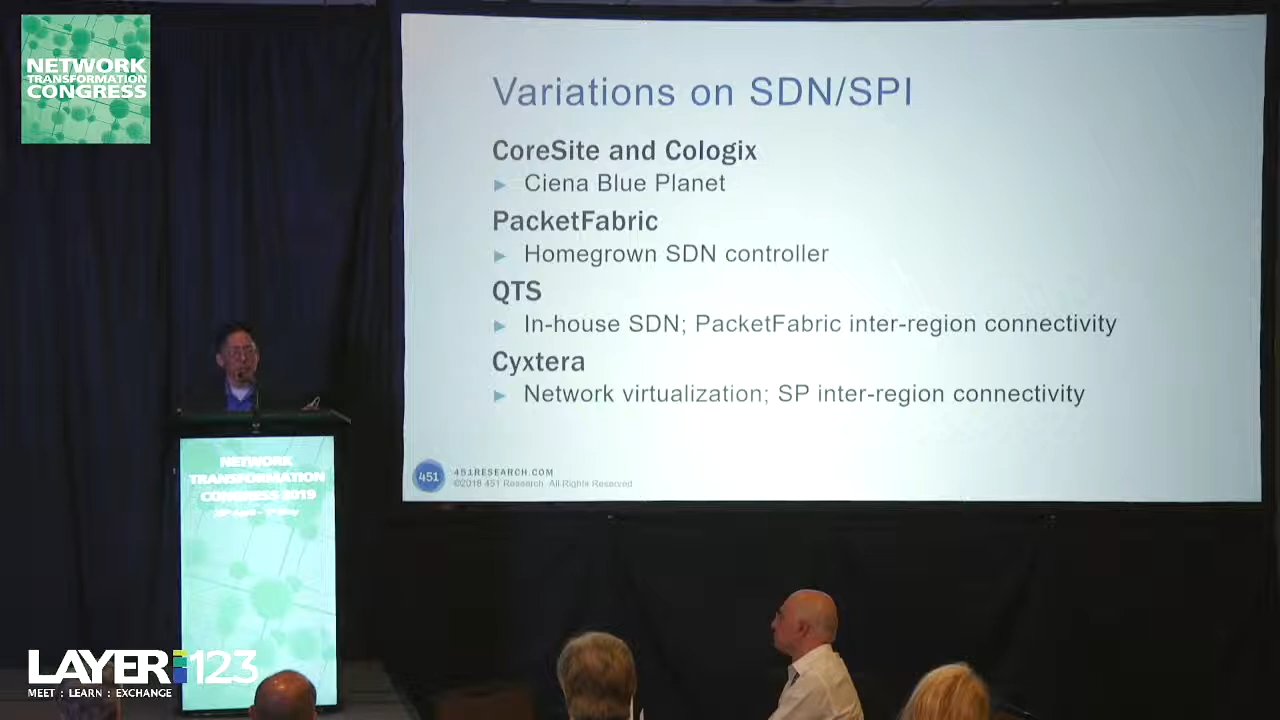 NETWORK
TRANSFORMATION
CONGRESS
Variations on SDN/SPI
CoreSite and Cologix
Ciena Blue Planet
PacketFabric
Homegrown SDN controller
QTS
In-house SDN; PacketFabric inter-region connectivity
Cyxtera
Network virtualization; SP inter-region connectivity
451
451RESEARCH.COM
©2018 451 Research. All Rights Reserved
NETWORK
TRANSFORMATION
CONGRESS 2019
LAYER123
MEET : LEARN : EXCHANGE